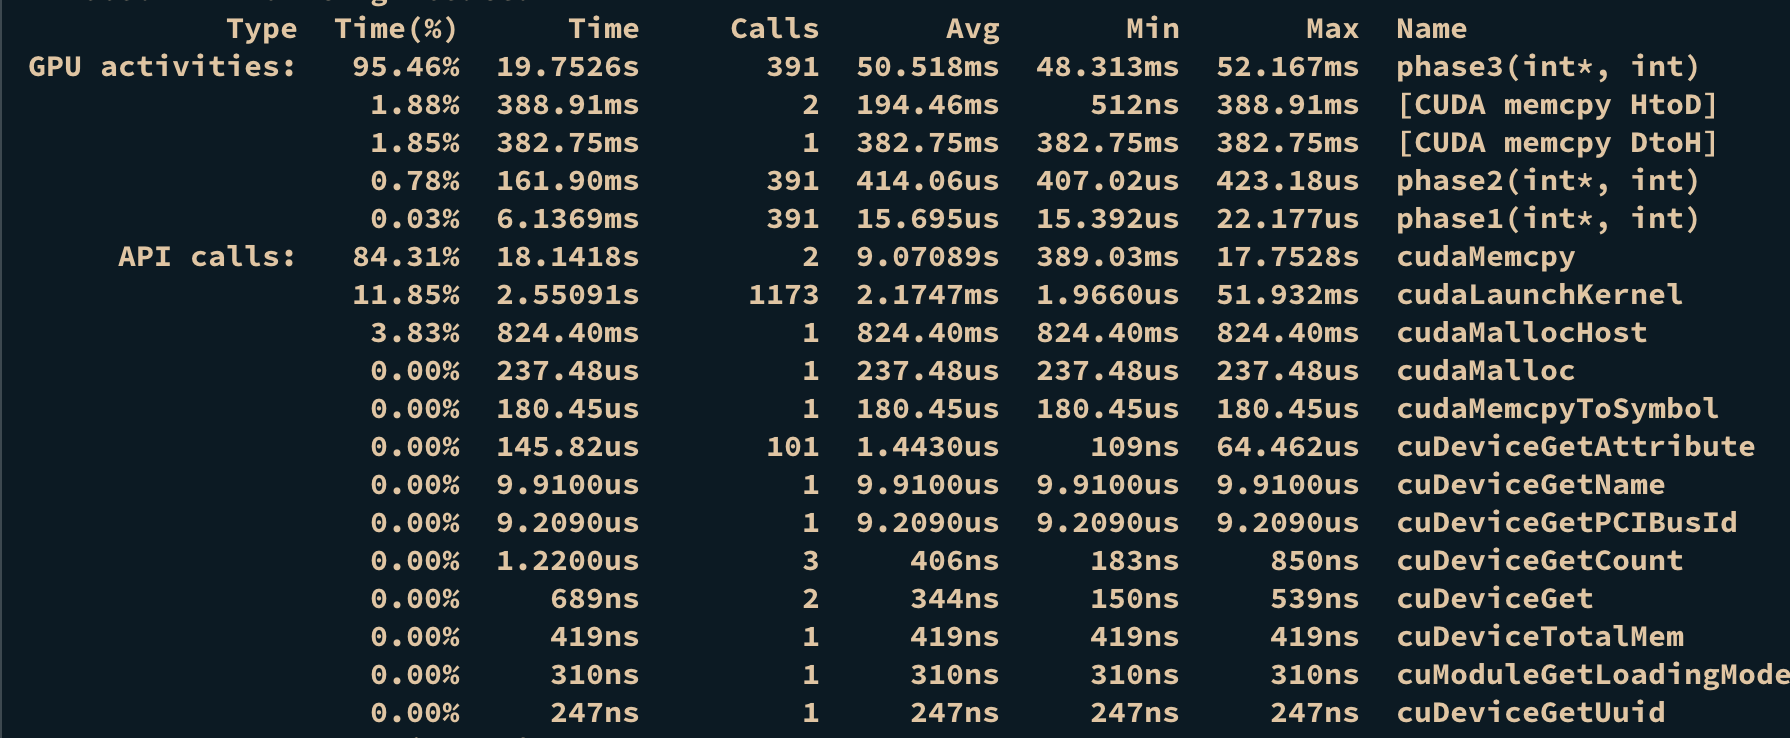 Type Time(%) Time Calls Avg Min Max Name
GPU activities: 95.46% 19.7526s 391 50.518ms 48.313ms 52.167ms phase3(int*, int)
1.88% 388.91ms 2 194.46ms 512ns 388.91ms [CUDA memcpy HtoD]
1.85% 382.75ms 1 382.75ms 382.75ms 382.75ms [CUDA memcpy DtoH]
0.78% 161.90ms 391 414.06us 407.02us 423.18us phase2(int*, int)
0.03% 6.1369ms 391 15.695us 15.392us 22.177us phase1(int*, int)
API calls: 84.31% 18.1418s 2 9.07089s 389.03ms 17.7528s cudaMemcpy
11.85% 2.55091s 1173 2.1747ms 1.9660us 51.932ms cudaLaunchKernel
3.83% 824.40ms 1 824.40ms 824.40ms 824.40ms cudaMallocHost
0.00% 237.48us 1 237.48us 237.48us 237.48us cudaMalloc
0.00% 180.45us 1 180.45us 180.45us 180.45us cudaMemcpyToSymbol
0.00% 145.82us 101 1.4430us 109ns 64.462us cuDeviceGetAttribute
0.00% 9.9100us 1 9.9100us 9.9100us 9.9100us cuDeviceGetName
0.00% 9.2090us 1 9.2090us 9.2090us 9.2090us cuDeviceGetPCIBusId
0.00% 1.2200us 3 406ns 183ns 850ns cuDeviceGetCount
0.00% 689ns 2 344ns 150ns 539ns cuDeviceGet
0.00% 419ns 1 419ns 419ns 419ns cuDeviceTotalMem
0.00% 310ns 1 310ns 310ns 310ns cuModuleGetLoadingMode
0.00% 247ns 1 247ns 247ns 247ns cuDeviceGetUuid